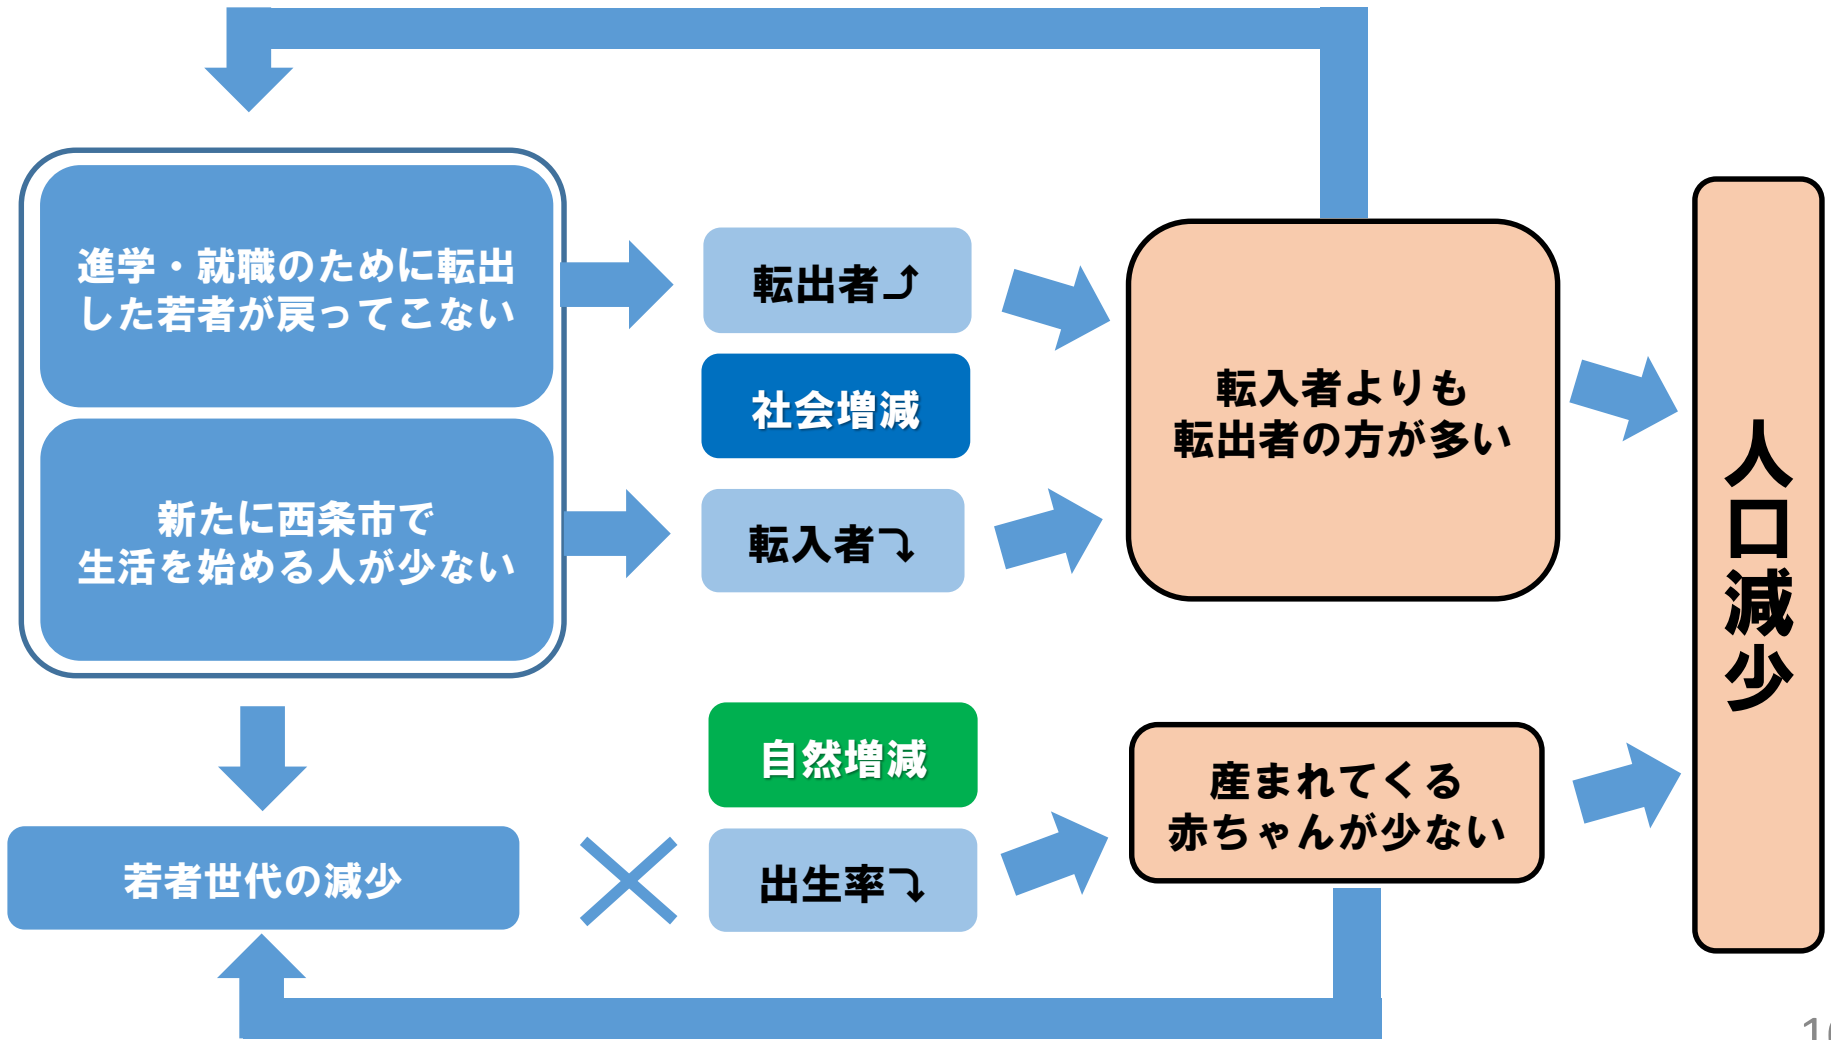 進学・就職のために転出
した若者が戻ってこない
新たに西条市で
生活を始める人が少ない
転出者⤴
社会増減
転入者⤵
転入者よりも
転出者の方が多い
人口減少
自然増減
出生率⤵
産まれてくる
赤ちゃんが少ない
若者世代の減少